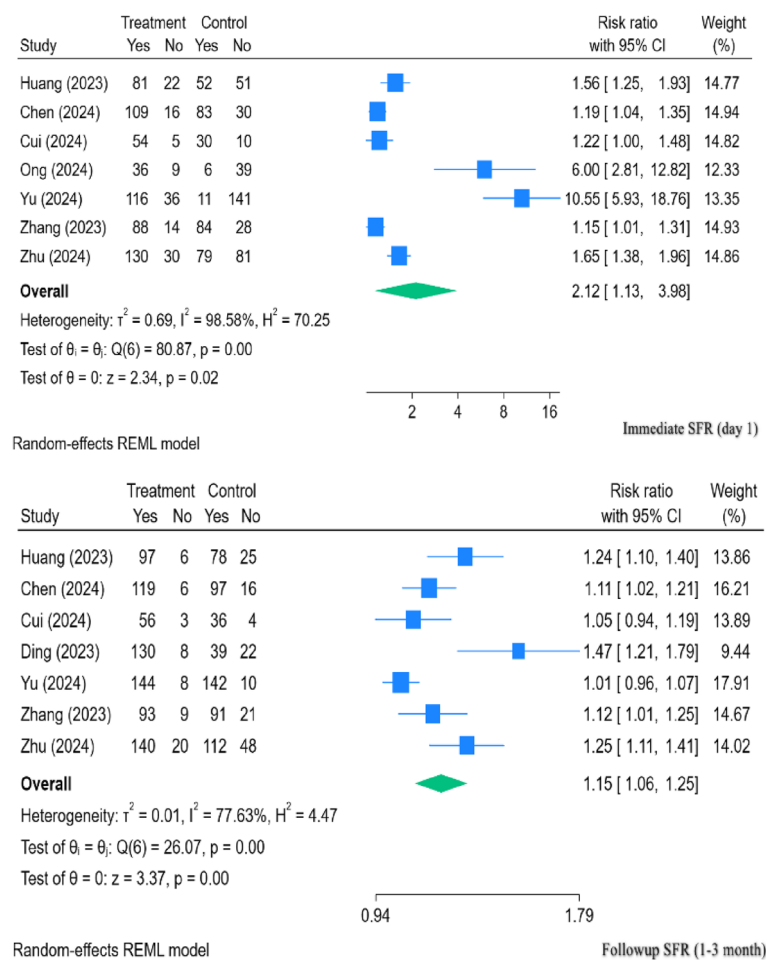 Treatment Control Risk ratio Weight
Study Yes No Yes No with 95% CI (%)
Huang (2023) 81 22 52 51 1.56 [ 1.25, 1.93] 14.77
Chen (2024) 109 16 83 30 1.19 [ 1.04, 1.35] 14.94
Cui (2024) 54 5 30 10 1.22 [ 1.00, 1.48] 14.82
Ong (2024) 36 9 6 39 6.00 [ 2.81, 12.82] 12.33
Yu (2024) 116 36 11 141 10.55 [ 5.93, 18.76] 13.35
Zhang (2023) 88 14 84 28 1.15 [ 1.01, 1.31] 14.93
Zhu (2024) 130 30 79 81 1.65 [ 1.38, 1.96] 14.86
Overall 2.12 [ 1.13, 3.98]
Heterogeneity: τ² = 0.69, I² = 98.58%, H² = 70.25
Test of θᵢ = θⱼ: Q(6) = 80.87, p = 0.00
Test of θ = 0: z = 2.34, p = 0.02
2 4 8 16
Immediate SFR (day 1)
Random-effects REML model
Treatment Control Risk ratio Weight
Study Yes No Yes No with 95% CI (%)
Huang (2023) 97 6 78 25 1.24 [ 1.10, 1.40] 13.86
Chen (2024) 119 6 97 16 1.11 [ 1.02, 1.21] 16.21
Cui (2024) 56 3 36 4 1.05 [ 0.94, 1.19] 13.89
Ding (2023) 130 8 39 22 1.47 [ 1.21, 1.79] 9.44
Yu (2024) 144 8 142 10 1.01 [ 0.96, 1.07] 17.91
Zhang (2023) 93 9 91 21 1.12 [ 1.01, 1.25] 14.67
Zhu (2024) 140 20 112 48 1.25 [ 1.11, 1.41] 14.02
Overall 1.15 [ 1.06, 1.25]
Heterogeneity: τ² = 0.01, I² = 77.63%, H² = 4.47
Test of θᵢ = θⱼ: Q(6) = 26.07, p = 0.00
Test of θ = 0: z = 3.37, p = 0.00
0.94 1.79
Random-effects REML model Followup SFR (1-3 month)